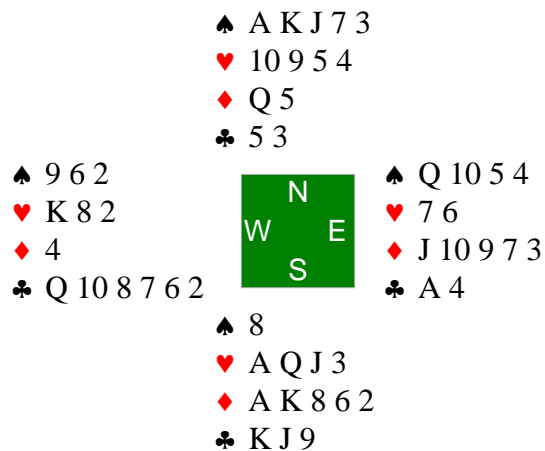 ♠ A K J 7 3
♥ 10 9 5 4
♦ Q 5
♣ 5 3
♠ 9 6 2
♥ K 8 2
♦ 4
♣ Q 10 8 7 6 2
N
W E
S
♠ Q 10 5 4
♥ 7 6
♦ J 10 9 7 3
♣ A 4
♠ 8
♥ A Q J 3
♦ A K 8 6 2
♣ K J 9